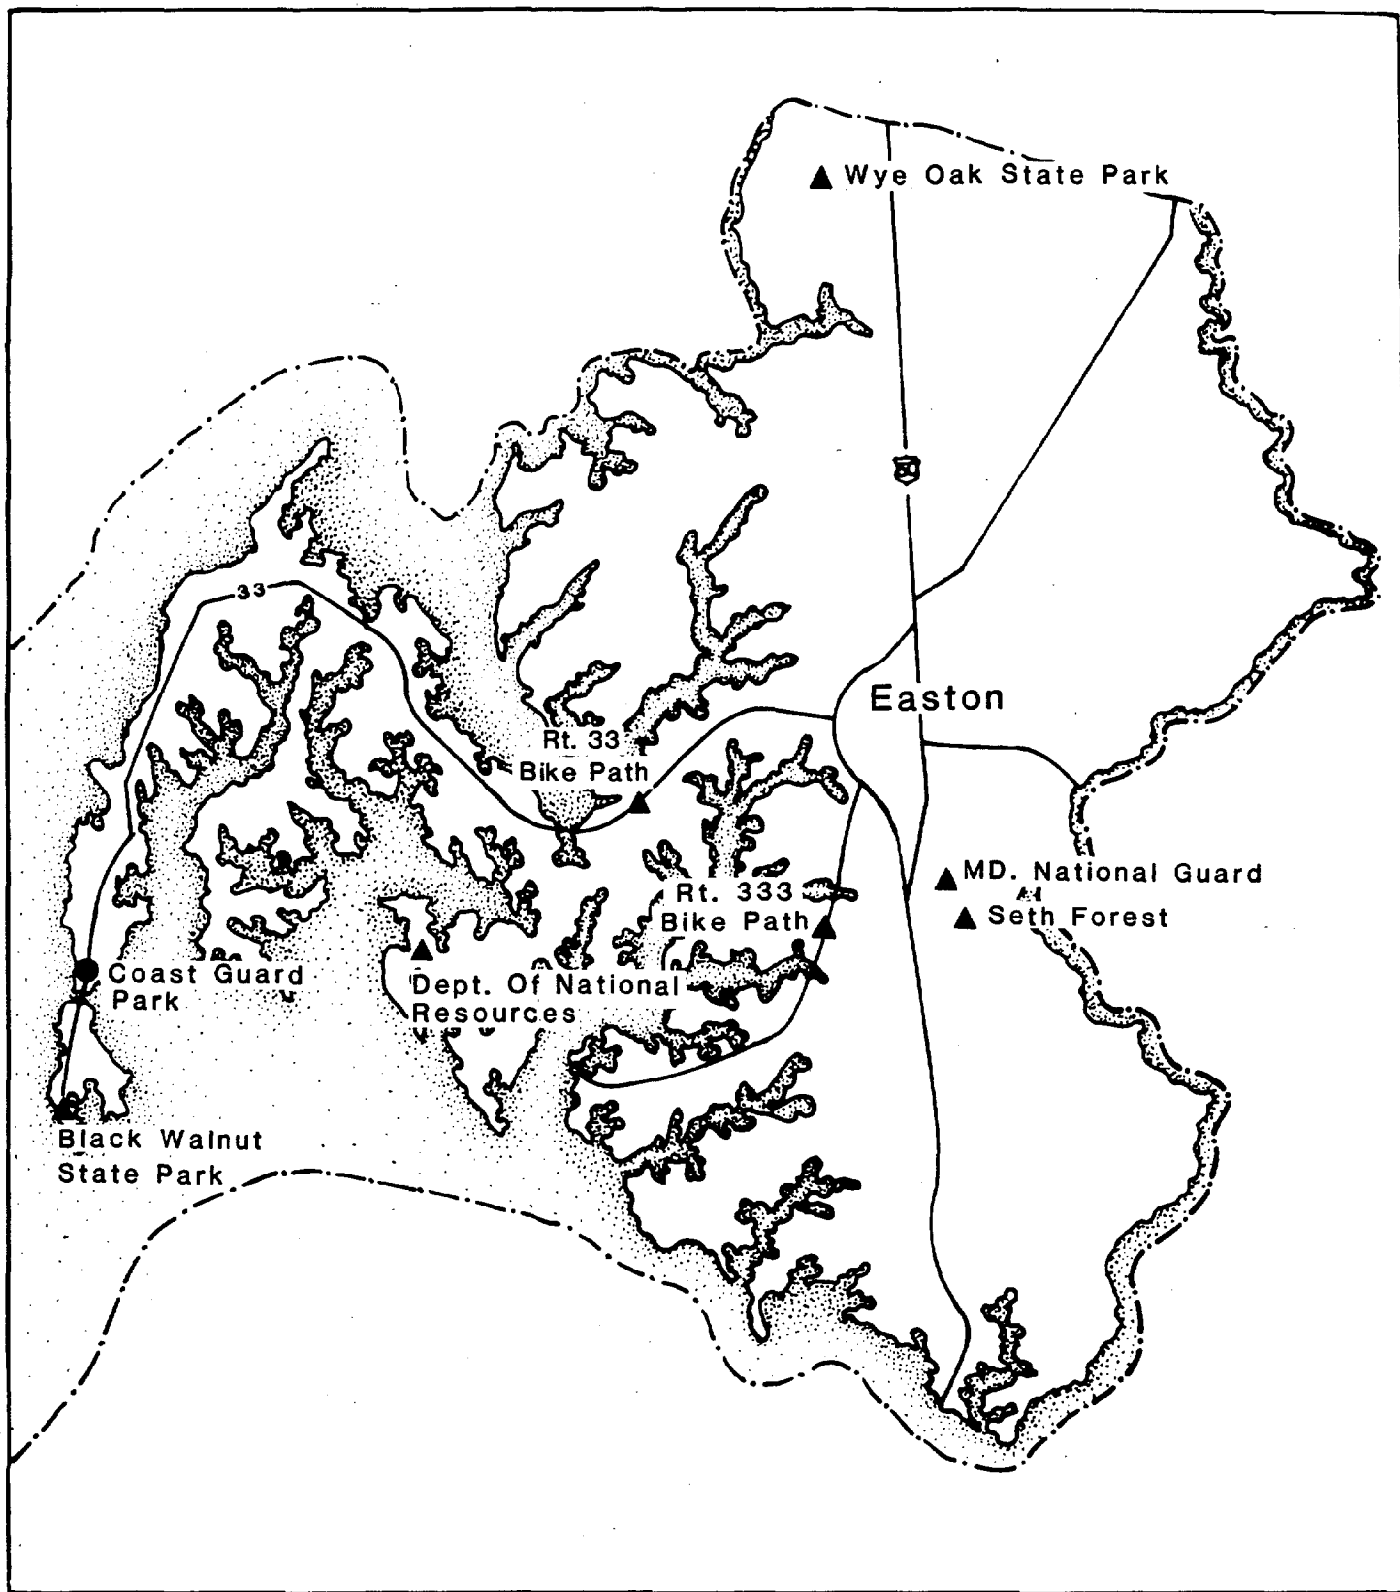 Wye Oak State Park
33
Easton
Rt. 33
Bike Path
MD. National Guard
Rt. 333
Bike Path
Seth Forest
Coast Guard
Park
Dept. Of National
Resources
Black Walnut
State Park